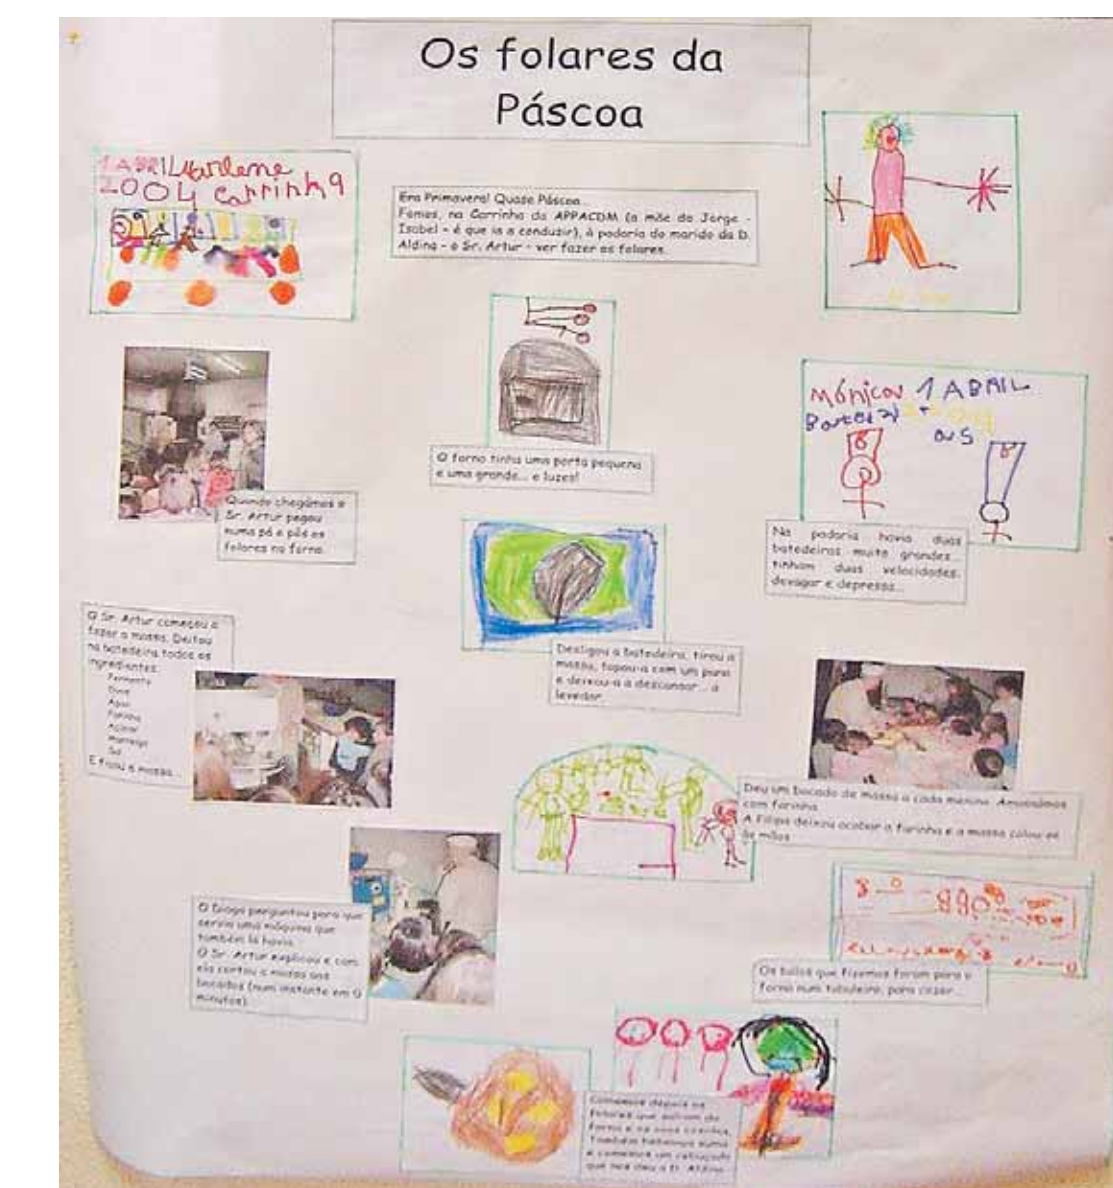 Os folares da
Páscoa
1 ABRIL Marlene
2004 carrinha
Era Primavera! Quase Páscoa...
Fomos, na Carrinha da APPACDM (a mãe do Jorge -
Isabel - é que ia a conduzir), à padaria do marido da D.
Aldina - o Sr. Artur - ver fazer os folares.
O forno tinha uma porta pequena
e uma grande... e luzes!
Mónica 1 ABRIL
Quando chegámos o
Sr. Artur pegou
numa pá e pôs os
folares no forno.
Na padaria havia duas
batedeiras muito grandes...
tinham duas velocidades:
devagar e depressa...
O Sr. Artur começou a
fazer a massa. Deitou
na batedeira todos os
ingredientes:
Fermento
Ovos
Água
Farinha
Açúcar
Manteiga
Sal
E ficou a massa...
Desligou a batedeira, tirou a
massa, tapou-a com um pano
e deixou-a a descansar... a
levedar.
Deu um bocado de massa a cada menino. Amassámos
com farinha.
A Filipa deixou acabar a farinha e a massa colou-se
às mãos.
O Diogo perguntou para que
servia uma máquina que
também lá havia.
O Sr. Artur explicou e com
ela cortou a massa aos
bocados (num instante em 0
minutos).
Os bolos que fizemos foram para o
forno num tabuleiro, para cozer...
Comemos depois os
folares que saíram do
forno e os ovos cozidos.
Também bebemos sumo
e comemos um
que nos deu a D. Aldina.